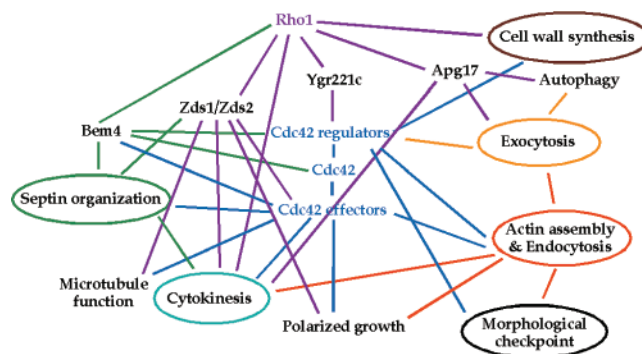 Rho1
Cell wall synthesis
Ygr221c
Apg17
Autophagy
Zds1/Zds2
Bem4
Cdc42 regulators
Exocytosis
Cdc42
Septin organization
Cdc42 effectors
Actin assembly
& Endocytosis
Microtubule
function
Cytokinesis
Polarized growth
Morphological
checkpoint